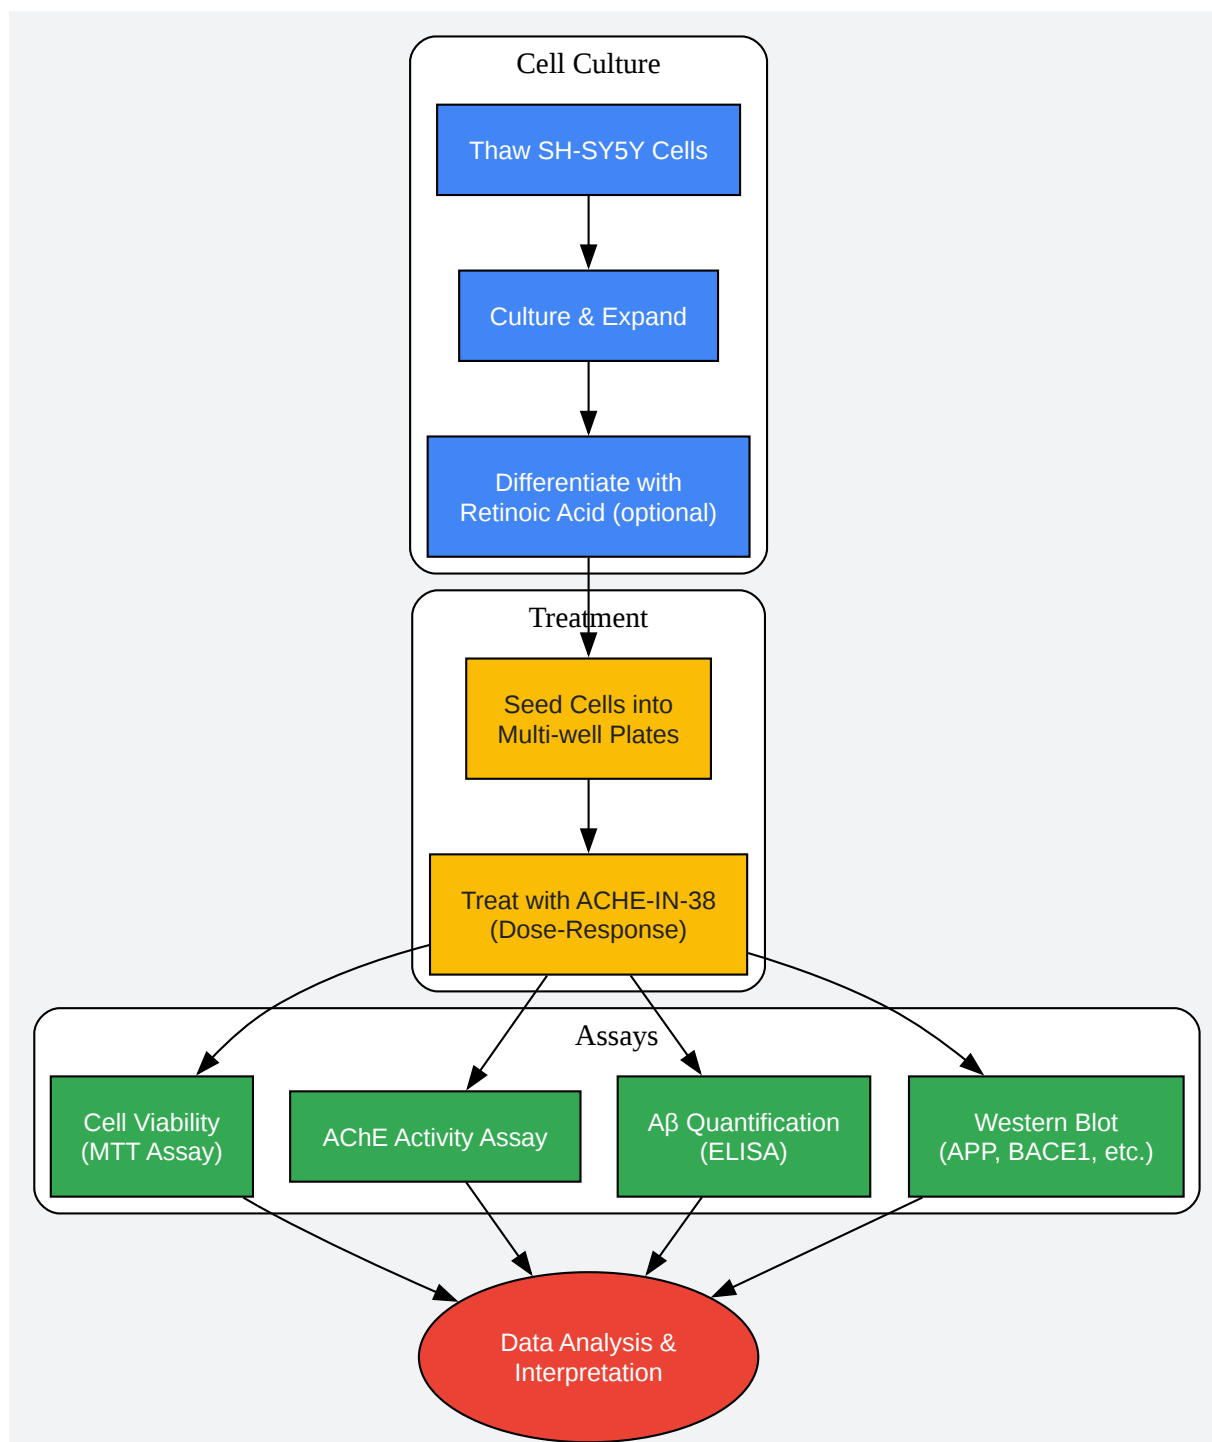 Cell Culture
Thaw SH-SY5Y Cells
Culture & Expand
Differentiate with
Retinoic Acid (optional)
Treatment
Seed Cells into
Multi-well Plates
Treat with ACHE-IN-38
(Dose-Response)
Assays
Cell Viability
(MTT Assay)
AChE Activity Assay
Aβ Quantification
(ELISA)
Western Blot
(APP, BACE1, etc.)
Data Analysis &
Interpretation